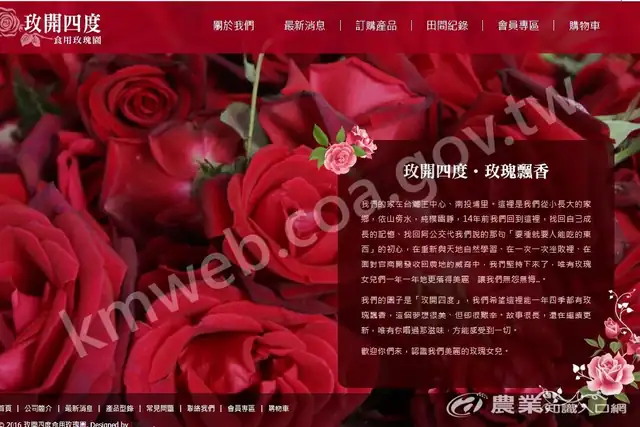 玫開四度
食用玫瑰園
關於我們 | 最新消息 | 訂購產品 | 田間紀錄 | 會員專區 | 購物車
玫開四度・玫瑰飄香
我們的家在台灣正中心、南投埔里。這裡是我們從小長大的家
鄉，依山傍水，純樸幽靜，14年前我們回到這裡，找回自己成
長的記憶、找回阿公交代我們說的那句「要種就要人能吃的東
西」的初心，在重新與天地自然學習、在一次一次挫敗裡、在
面對官商開發收回農地的威脅中，我們堅持下來了，唯有玫瑰
女兒們一年一年地更落得美麗　讓我們無怨無悔...。
我們的園子是「玫開四度」，我們希望這裡能一年四季都有玫
瑰飄香，這個夢想很美、但卻很艱辛。故事很長，還在繼續更
新，唯有你嚐過那滋味，方能感受到一切。
歡迎你們來，認識我們美麗的玫瑰女兒。
kmweb.coa.gov.tw
首頁 | 公司簡介 | 最新消息 | 產品型錄 | 常見問題 | 聯絡我們 | 會員專區 | 購物車
© 2016 玫開四度食用玫瑰園. Designed by
農業知識入口網